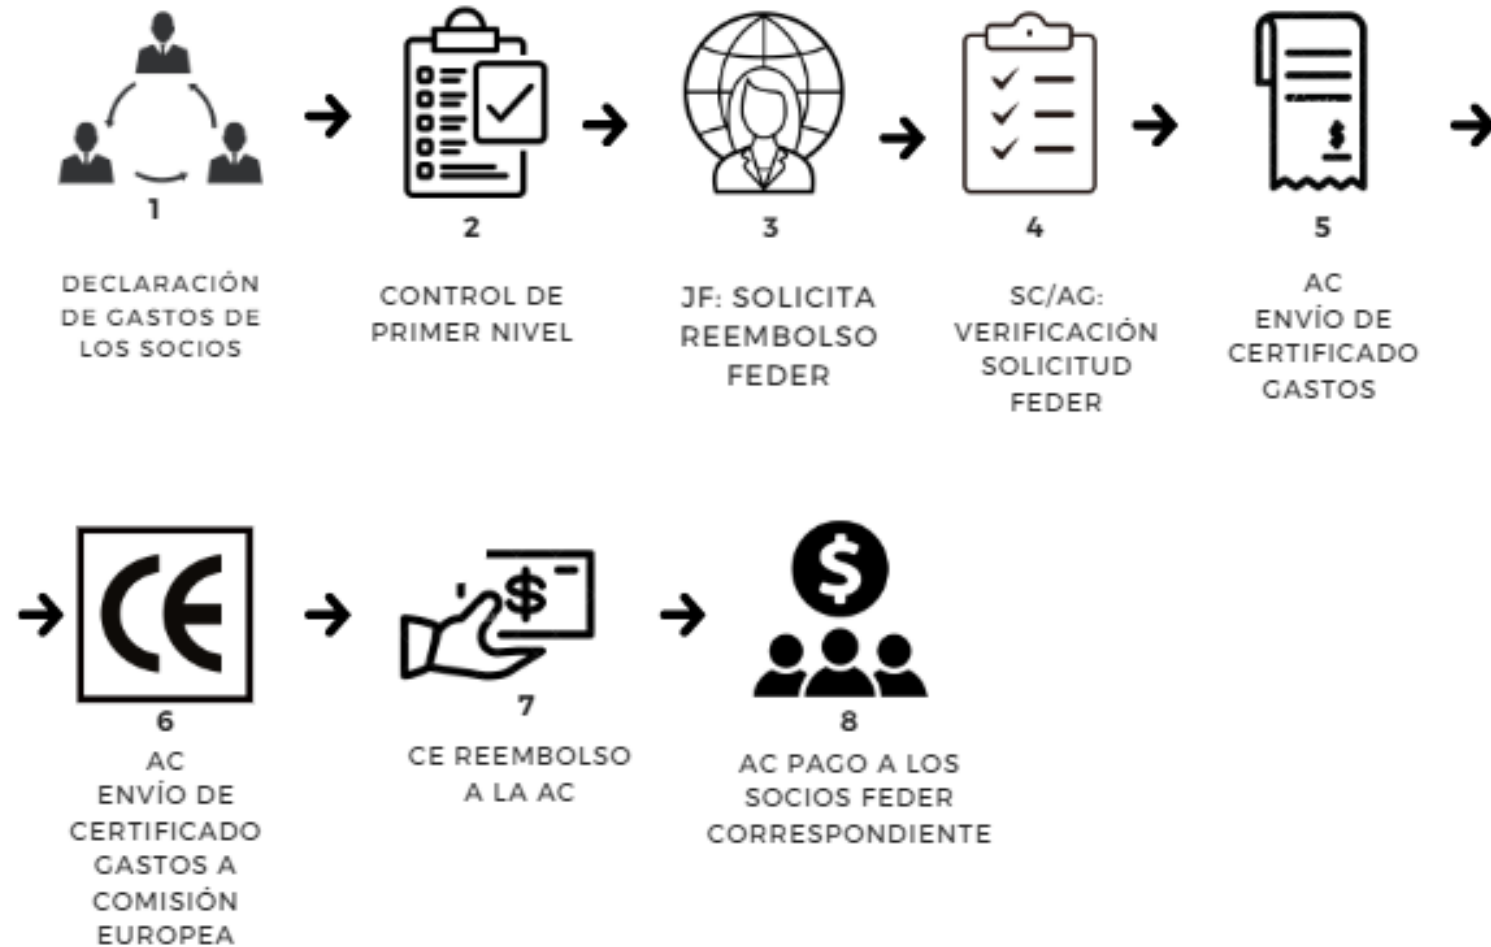 1
DECLARACIÓN
DE GASTOS DE
LOS SOCIOS
2
CONTROL DE
PRIMER NIVEL
3
JF: SOLICITA
REEMBOLSO
FEDER
4
SC/AG:
VERIFICACIÓN
SOLICITUD
FEDER
5
AC
ENVÍO DE
CERTIFICADO
GASTOS
$
CE
6
AC
ENVÍO DE
CERTIFICADO
GASTOS A
COMISIÓN
EUROPEA
$
7
CE REEMBOLSO
A LA AC
$
8
AC PAGO A LOS
SOCIOS FEDER
CORRESPONDIENTE